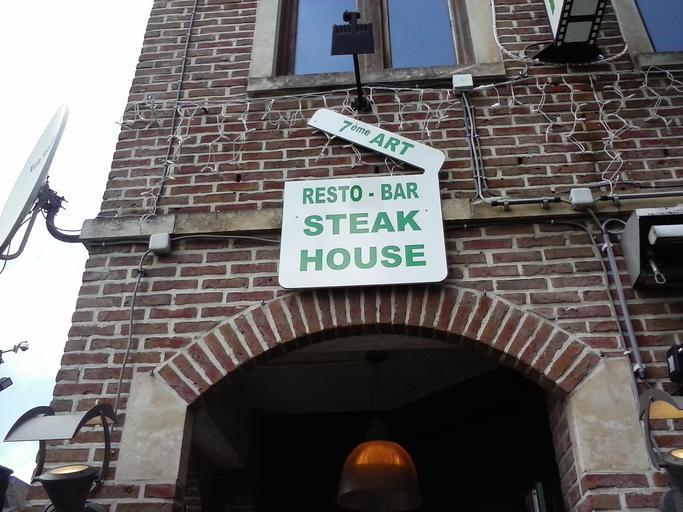 7ème ART
RESTO - BAR
STEAK
HOUSE